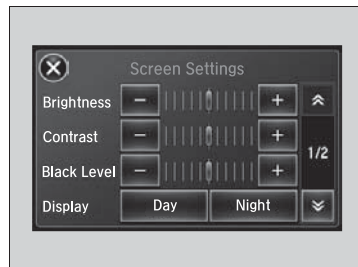 Screen Settings
Brightness - +
Contrast - + 1/2
Black Level - +
Display Day Night